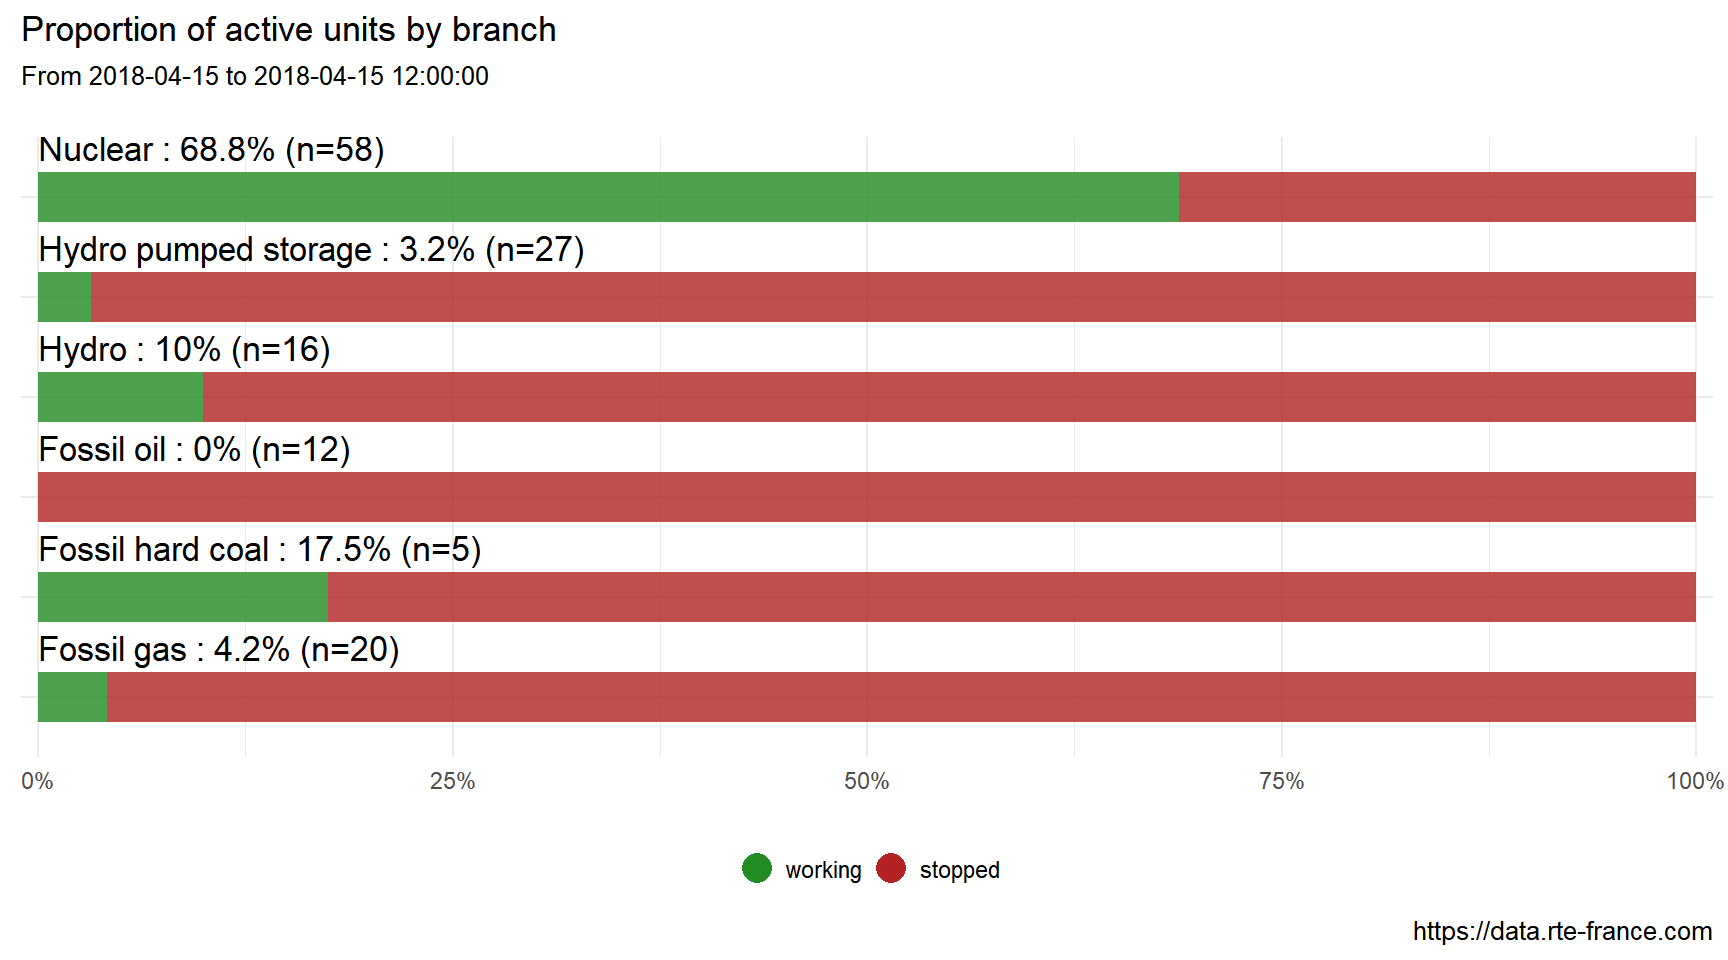 Proportion of active units by branch
From 2018-04-15 to 2018-04-15 12:00:00
Nuclear : 68.8% (n=58)
Hydro pumped storage : 3.2% (n=27)
Hydro : 10% (n=16)
Fossil oil : 0% (n=12)
Fossil hard coal : 17.5% (n=5)
Fossil gas : 4.2% (n=20)
0% 25% 50% 75% 100%
working stopped
https://data.rte-france.com